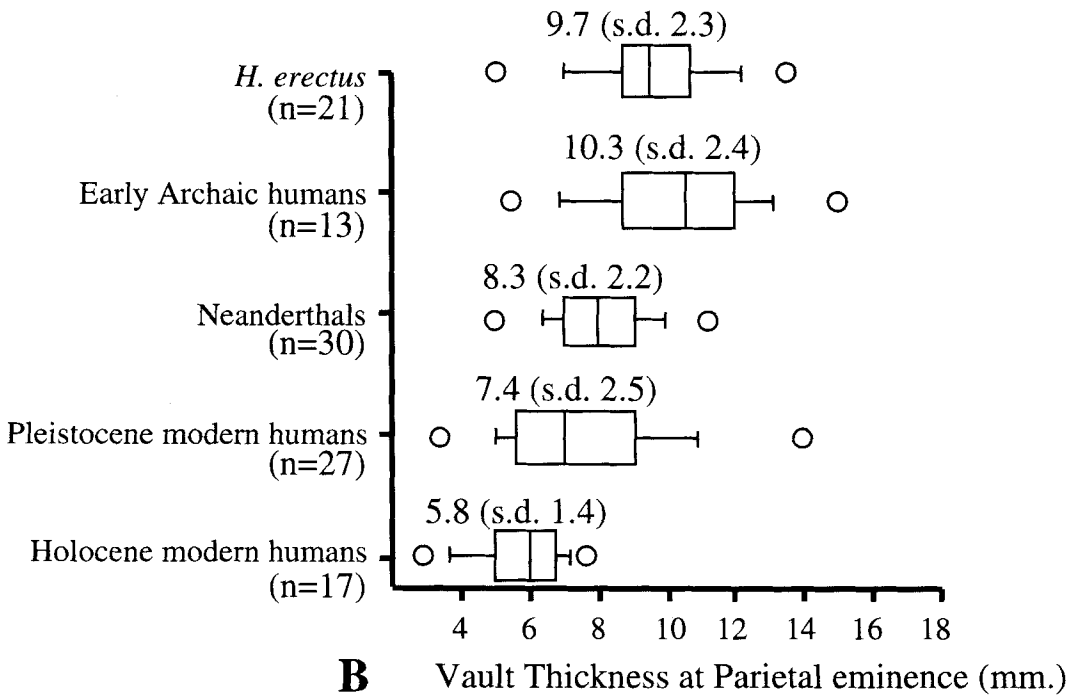 9.7 (s.d. 2.3)
H. erectus
(n=21)
10.3 (s.d. 2.4)
Early Archaic humans
(n=13)
8.3 (s.d. 2.2)
Neanderthals
(n=30)
7.4 (s.d. 2.5)
Pleistocene modern humans
(n=27)
5.8 (s.d. 1.4)
Holocene modern humans
(n=17)
4 6 8 10 12 14 16 18
B Vault Thickness at Parietal eminence (mm.)